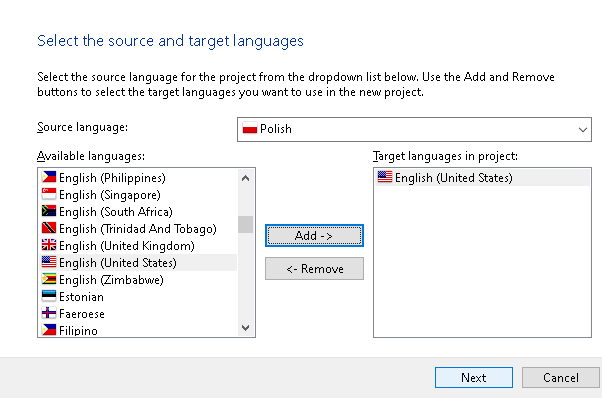 Select the source and target languages
Select the source language for the project from the dropdown list below. Use the Add and Remove
buttons to select the target languages you want to use in the new project.
Source language:
Polish
Available languages:
English (Philippines)
English (Singapore)
English (South Africa)
English (Trinidad And Tobago)
English (United Kingdom)
English (United States)
English (Zimbabwe)
Estonian
Faeroese
Filipino
Add ->
<- Remove
Target languages in project:
English (United States)
Next
Cancel